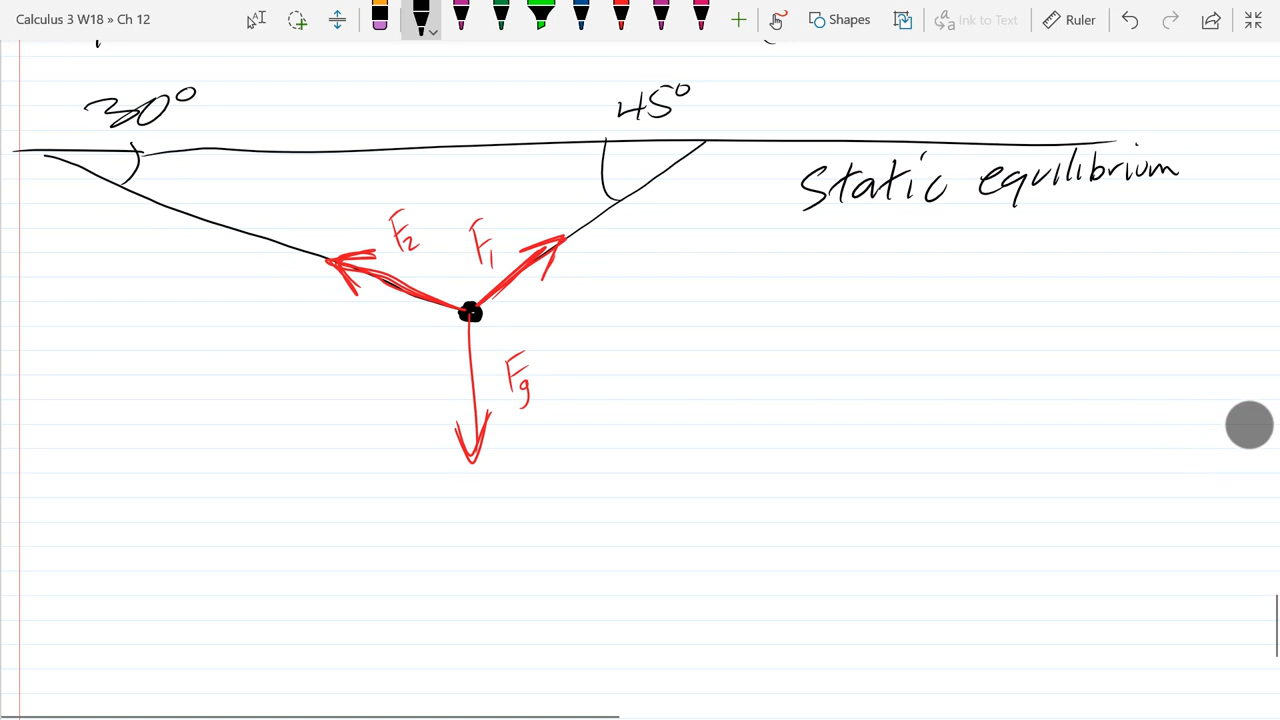 Calculus 3 W18 » Ch 12
Shapes
Ink to Text
Ruler
30° 45°
Static equilibrium
F2 F1
Fg